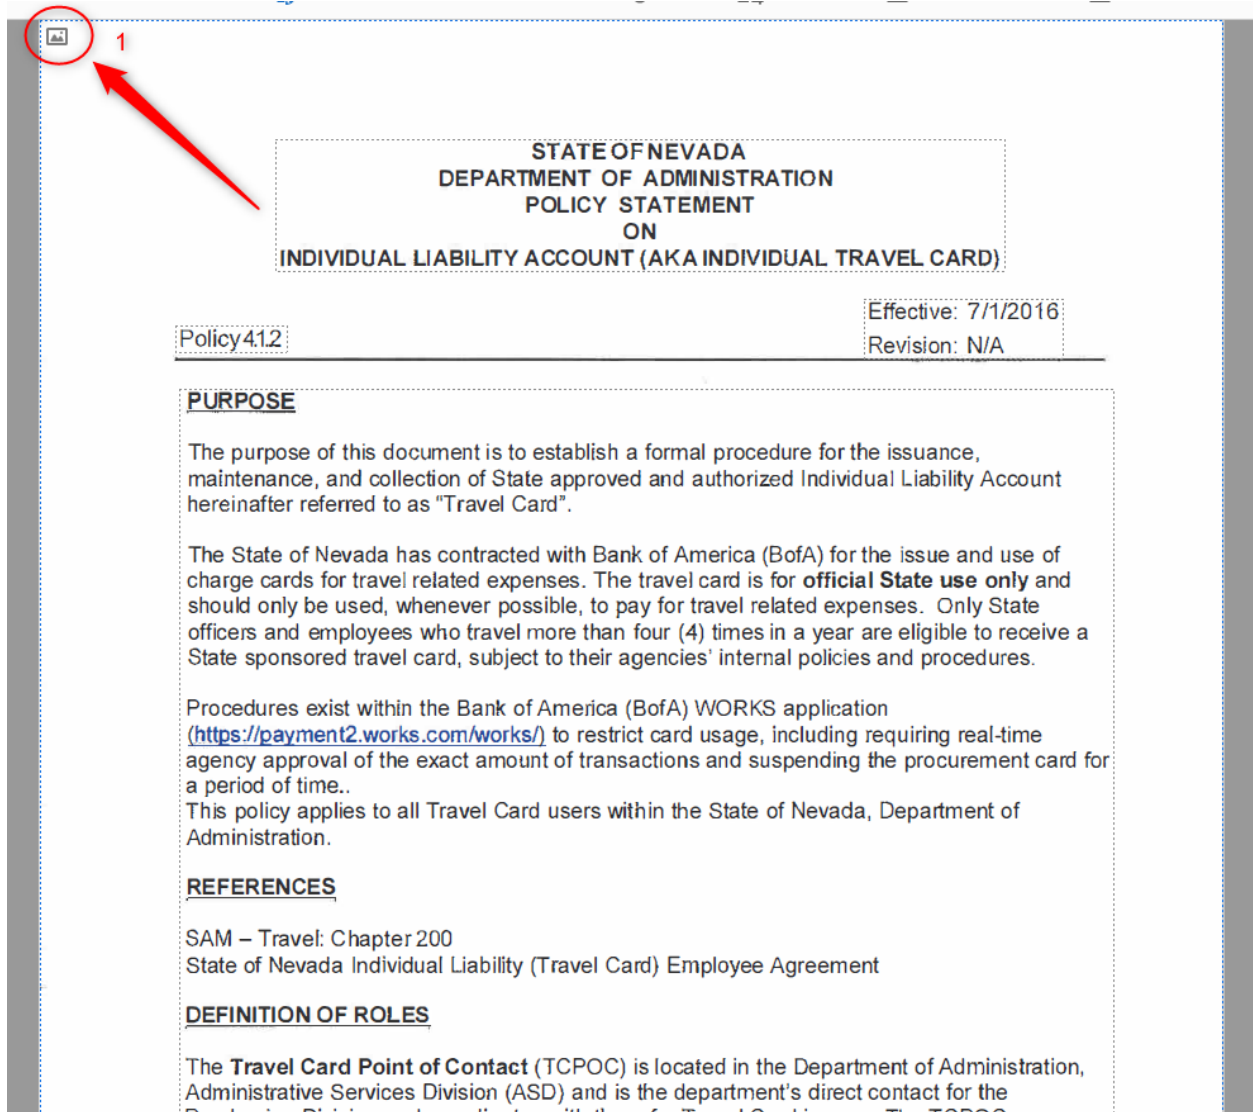 1
STATE OF NEVADA
DEPARTMENT OF ADMINISTRATION
POLICY STATEMENT
ON
INDIVIDUAL LIABILITY ACCOUNT (AKA INDIVIDUAL TRAVEL CARD)
Effective: 7/1/2016
Policy 4.1.2
Revision: N/A
PURPOSE
The purpose of this document is to establish a formal procedure for the issuance,
maintenance, and collection of State approved and authorized Individual Liability Account
hereinafter referred to as “Travel Card”.
The State of Nevada has contracted with Bank of America (BofA) for the issue and use of
charge cards for travel related expenses. The travel card is for official State use only and
should only be used, whenever possible, to pay for travel related expenses. Only State
officers and employees who travel more than four (4) times in a year are eligible to receive a
State sponsored travel card, subject to their agencies’ internal policies and procedures.
Procedures exist within the Bank of America (BofA) WORKS application
(https://payment2.works.com/works/) to restrict card usage, including requiring real-time
agency approval of the exact amount of transactions and suspending the procurement card for
a period of time..
This policy applies to all Travel Card users within the State of Nevada, Department of
Administration.
REFERENCES
SAM – Travel: Chapter 200
State of Nevada Individual Liability (Travel Card) Employee Agreement
DEFINITION OF ROLES
The Travel Card Point of Contact (TCPOC) is located in the Department of Administration,
Administrative Services Division (ASD) and is the department’s direct contact for the